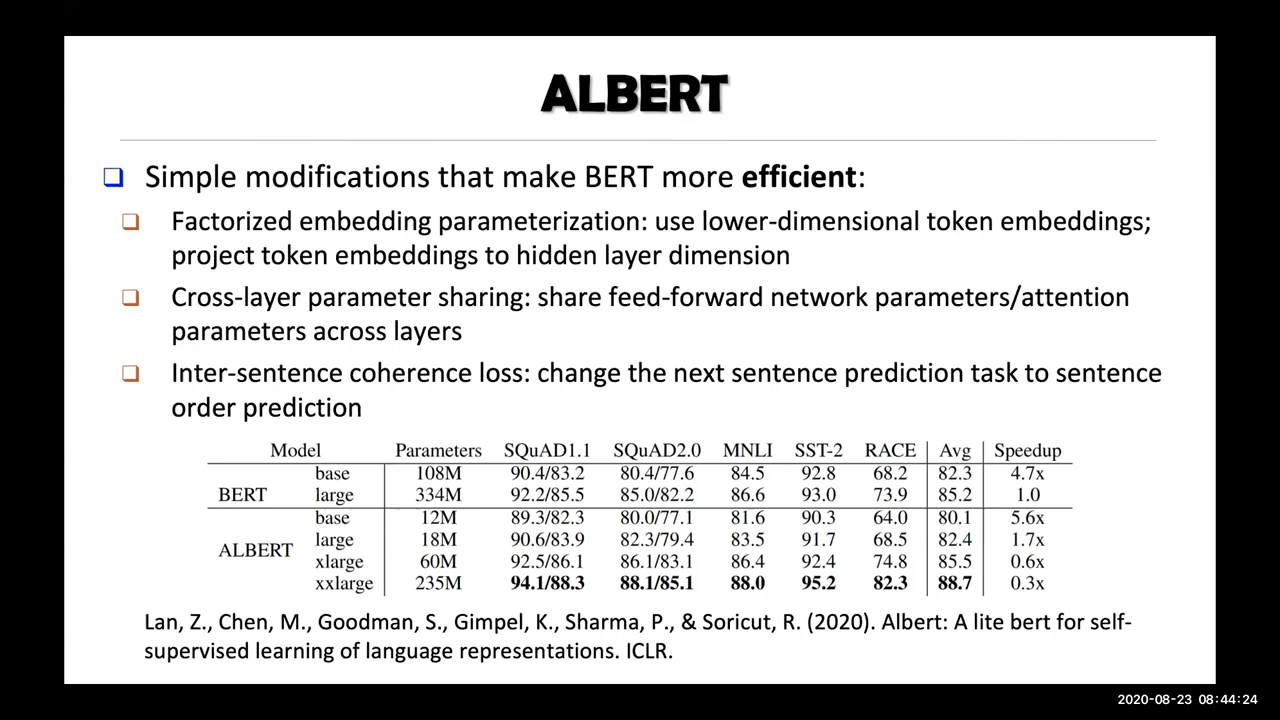 ALBERT
❑ Simple modifications that make BERT more efficient:
❑ Factorized embedding parameterization: use lower-dimensional token embeddings;
project token embeddings to hidden layer dimension
❑ Cross-layer parameter sharing: share feed-forward network parameters/attention
parameters across layers
❑ Inter-sentence coherence loss: change the next sentence prediction task to sentence
order prediction
Model Parameters SQuAD1.1 SQuAD2.0 MNLI SST-2 RACE Avg Speedup
base 108M 90.4/83.2 80.4/77.6 84.5 92.8 68.2 82.3 4.7x
BERT large 334M 92.2/85.5 85.0/82.2 86.6 93.0 73.9 85.2 1.0
base 12M 89.3/82.3 80.0/77.1 81.6 90.3 64.0 80.1 5.6x
ALBERT large 18M 90.6/83.9 82.3/79.4 83.5 91.7 68.5 82.4 1.7x
xlarge 60M 92.5/86.1 86.1/83.1 86.4 92.4 74.8 85.5 0.6x
xxlarge 235M 94.1/88.3 88.1/85.1 88.0 95.2 82.3 88.7 0.3x
Lan, Z., Chen, M., Goodman, S., Gimpel, K., Sharma, P., & Soricut, R. (2020). Albert: A lite bert for self-
supervised learning of language representations. ICLR.
2020-08-23 08:44:24